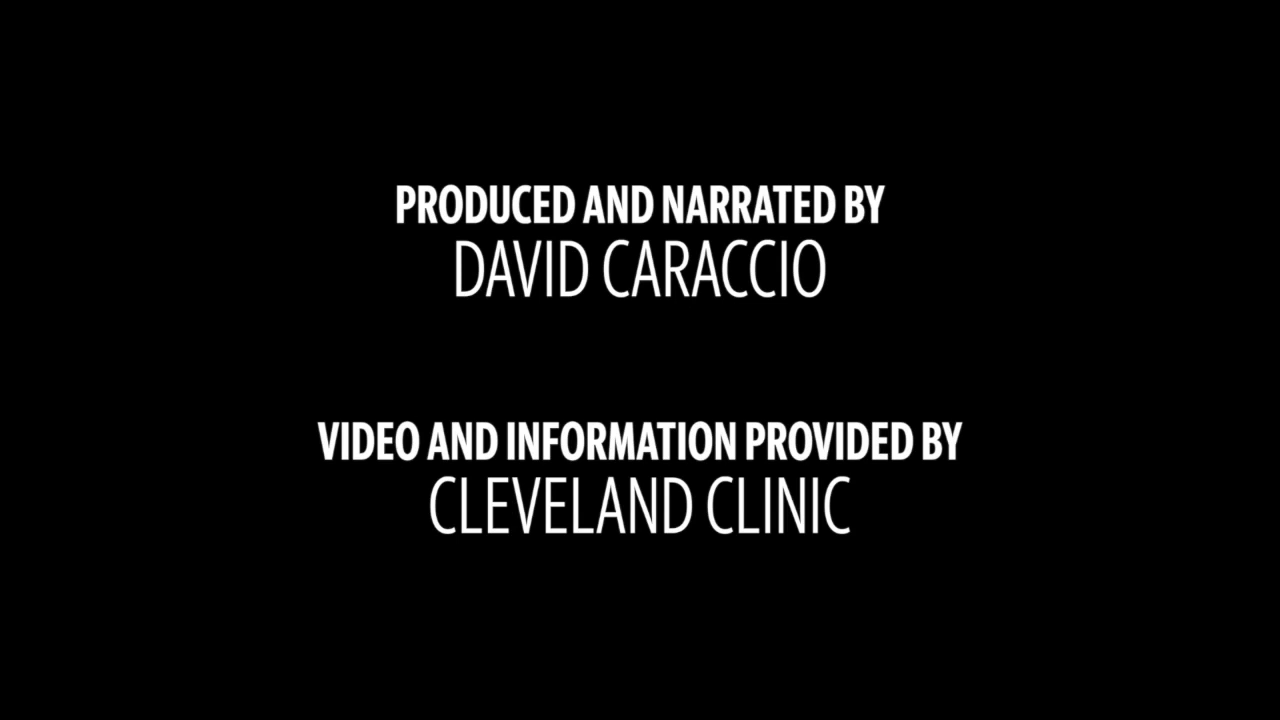 PRODUCED AND NARRATED BY
DAVID CARACCIO
VIDEO AND INFORMATION PROVIDED BY
CLEVELAND CLINIC